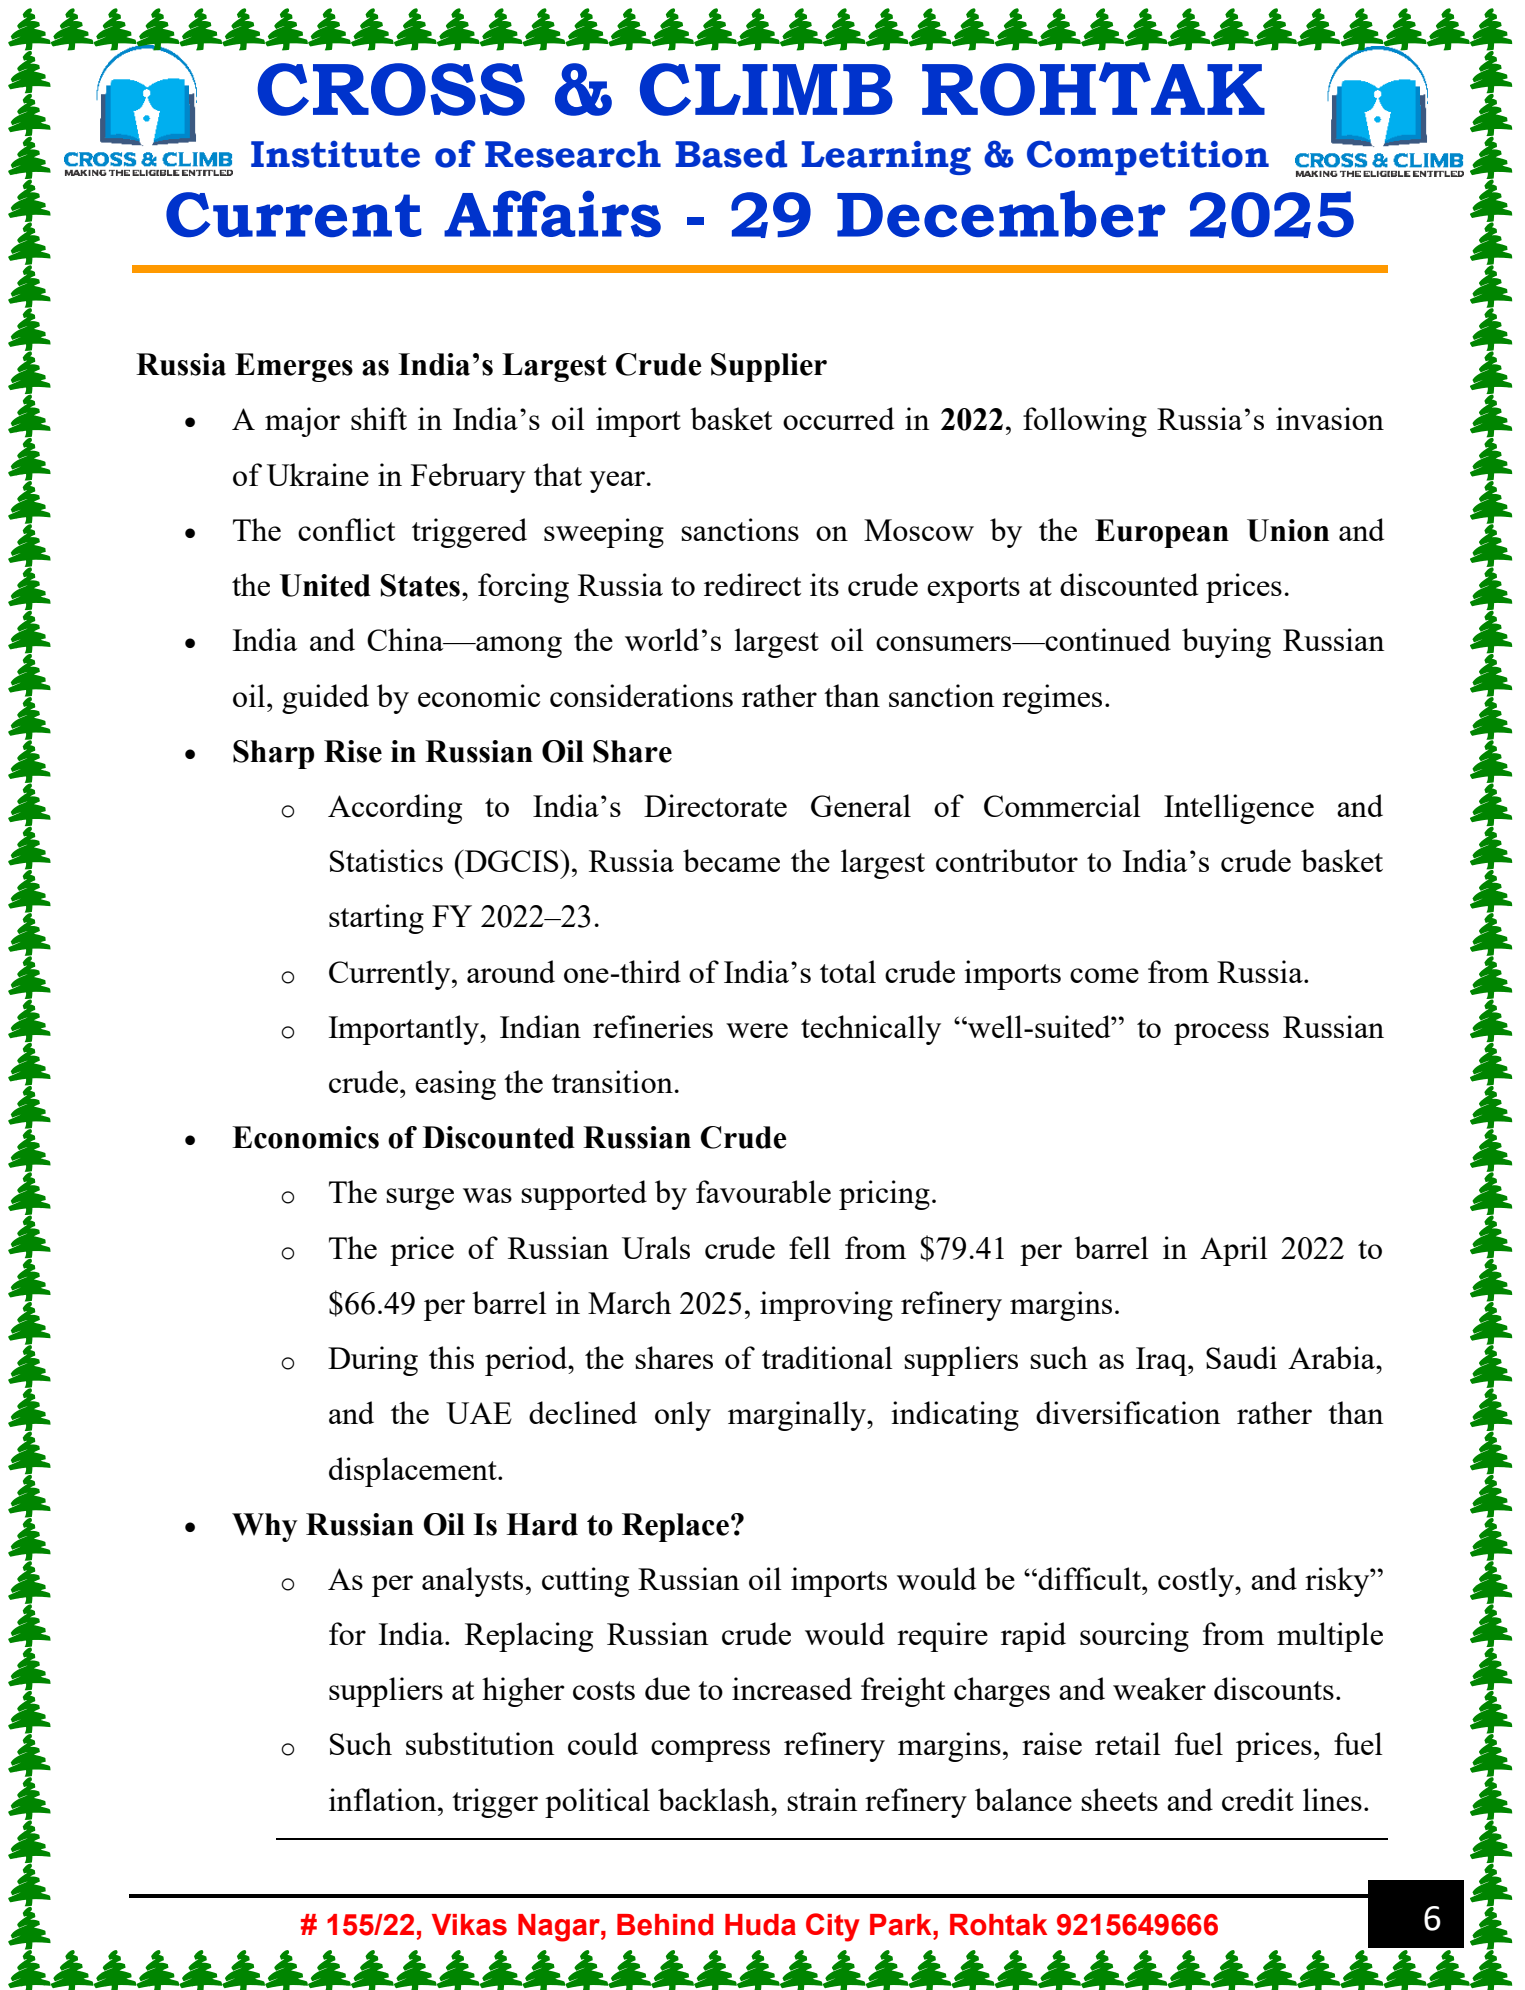 CROSS & CLIMB ROHTAK
CROSS & CLIMB
MAKING THE ELIGIBLE ENTITLED
Institute of Research Based Learning & Competition
CROSS & CLIMB
MAKING THE ELIGIBLE ENTITLED
Current Affairs - 29 December 2025
Russia Emerges as India’s Largest Crude Supplier
• A major shift in India’s oil import basket occurred in 2022, following Russia’s invasion
of Ukraine in February that year.
• The conflict triggered sweeping sanctions on Moscow by the European Union and
the United States, forcing Russia to redirect its crude exports at discounted prices.
• India and China—among the world’s largest oil consumers—continued buying Russian
oil, guided by economic considerations rather than sanction regimes.
• Sharp Rise in Russian Oil Share
o According to India’s Directorate General of Commercial Intelligence and
Statistics (DGCIS), Russia became the largest contributor to India’s crude basket
starting FY 2022–23.
o Currently, around one-third of India’s total crude imports come from Russia.
o Importantly, Indian refineries were technically “well-suited” to process Russian
crude, easing the transition.
• Economics of Discounted Russian Crude
o The surge was supported by favourable pricing.
o The price of Russian Urals crude fell from $79.41 per barrel in April 2022 to
$66.49 per barrel in March 2025, improving refinery margins.
o During this period, the shares of traditional suppliers such as Iraq, Saudi Arabia,
and the UAE declined only marginally, indicating diversification rather than
displacement.
• Why Russian Oil Is Hard to Replace?
o As per analysts, cutting Russian oil imports would be “difficult, costly, and risky”
for India. Replacing Russian crude would require rapid sourcing from multiple
suppliers at higher costs due to increased freight charges and weaker discounts.
o Such substitution could compress refinery margins, raise retail fuel prices, fuel
inflation, trigger political backlash, strain refinery balance sheets and credit lines.
# 155/22, Vikas Nagar, Behind Huda City Park, Rohtak 9215649666
6